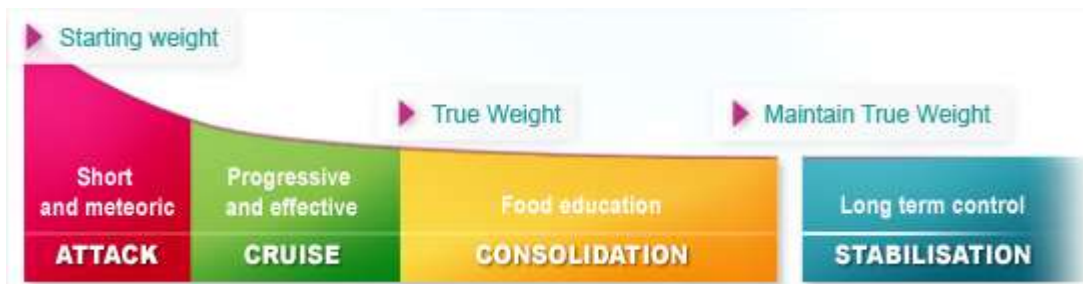 Starting weight
True Weight
Maintain True Weight
Short
and meteoric
ATTACK
Progressive
and effective
CRUISE
Food education
CONSOLIDATION
Long term control
STABILISATION